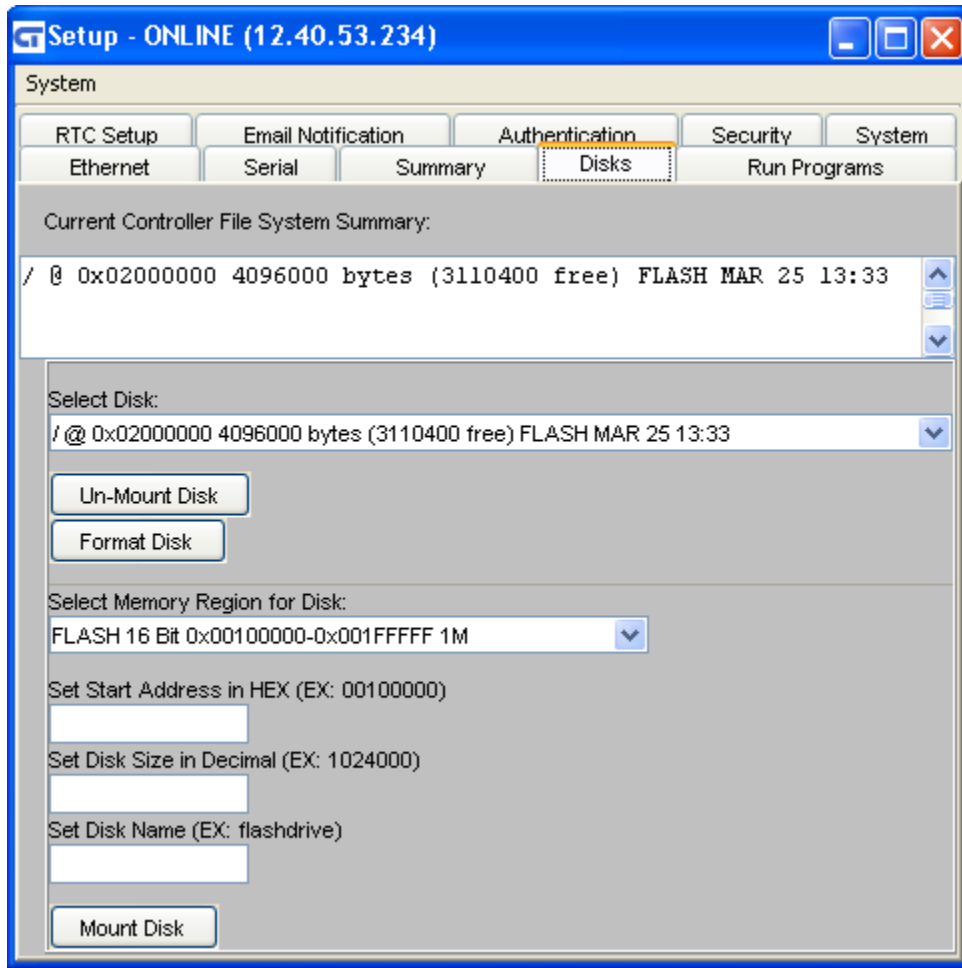 GT Setup - ONLINE (12.40.53.234)
System
RTC Setup Email Notification Authentication Security System
Ethernet Serial Summary Disks Run Programs
Current Controller File System Summary:
/ @ 0x02000000 4096000 bytes (3110400 free) FLASH MAR 25 13:33
Select Disk:
/ @ 0x02000000 4096000 bytes (3110400 free) FLASH MAR 25 13:33
Un-Mount Disk
Format Disk
Select Memory Region for Disk:
FLASH 16 Bit 0x00100000-0x001FFFFF 1M
Set Start Address in HEX (EX: 00100000)
Set Disk Size in Decimal (EX: 1024000)
Set Disk Name (EX: flashdrive)
Mount Disk